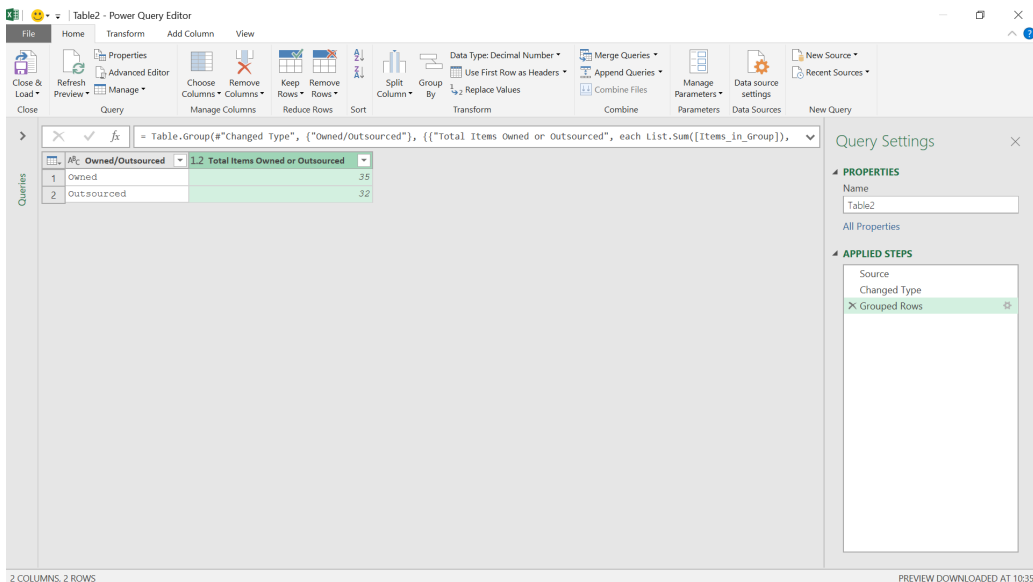 Table2 - Power Query Editor
File Home Transform Add Column View
Close & Load
Close
Refresh Preview
Properties
Advanced Editor
Manage
Query
Choose Columns
Remove Columns
Manage Columns
Keep Rows
Remove Rows
Reduce Rows
Sort
Split Column
Group By
Data Type: Decimal Number
Use First Row as Headers
Replace Values
Transform
Merge Queries
Append Queries
Combine Files
Combine
Manage Parameters
Parameters
Data source settings
Data Sources
New Source
Recent Sources
New Query
fx = Table.Group(#"Changed Type", {"Owned/Outsourced"}, {{"Total Items Owned or Outsourced", each List.Sum([Items_in_Group]),
Queries
ABC Owned/Outsourced 1.2 Total Items Owned or Outsourced
1 Owned 35
2 Outsourced 32
Query Settings
PROPERTIES
Name
Table2
All Properties
APPLIED STEPS
Source
Changed Type
Grouped Rows
2 COLUMNS, 2 ROWS
PREVIEW DOWNLOADED AT 10:35